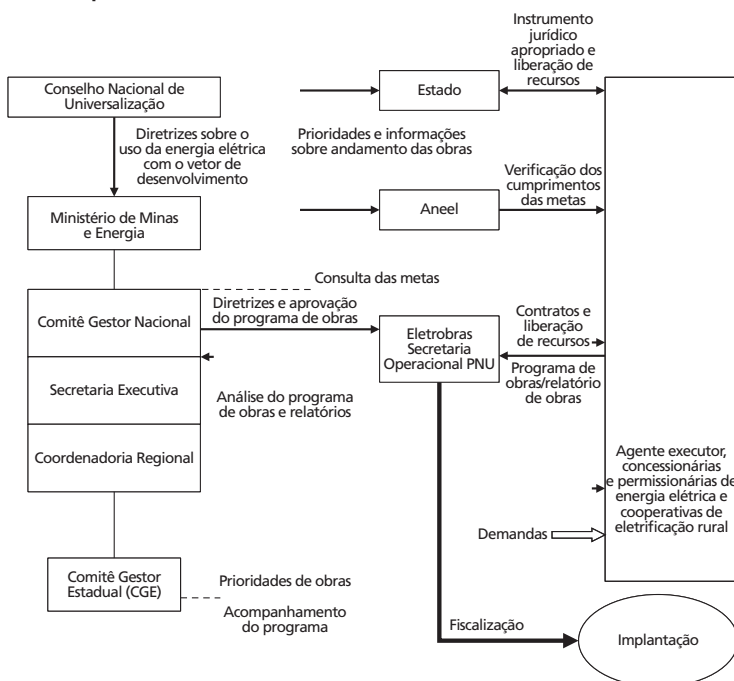 Conselho Nacional de
Universalização
Diretrizes sobre o
uso da energia elétrica
com o vetor de
desenvolvimento
Ministério de Minas
e Energia
Comitê Gestor Nacional
Secretaria Executiva
Coordenadoria Regional
Comitê Gestor
Estadual (CGE)
Prioridades de obras
Acompanhamento
do programa
Estado
Prioridades e informações
sobre andamento das obras
Aneel
Consulta das metas
Diretrizes e aprovação
do programa de obras
Análise do programa
de obras e relatórios
Eletrobras
Secretaria
Operacional PNU
Instrumento
jurídico
apropriado e
liberação de
recursos
Verificação dos
cumprimentos
das metas
Contratos e
liberação
de recursos
Programa de
obras/relatório
de obras
Agente executor,
concessionárias
e permissionárias de
energia elétrica e
cooperativas de
eletrificação rural
Demandas
Fiscalização
Implantação